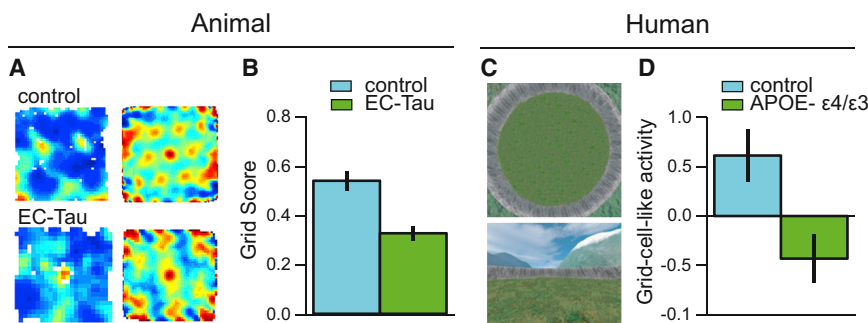 Animal
Human
A
control
EC-Tau
B
control
EC-Tau
Grid Score
0.8
0.6
0.4
0.2
0.0
C
D
control
APOE- ε4/ε3
Grid-cell-like activity
1.0
0.5
0.0
-0.5
-0.1